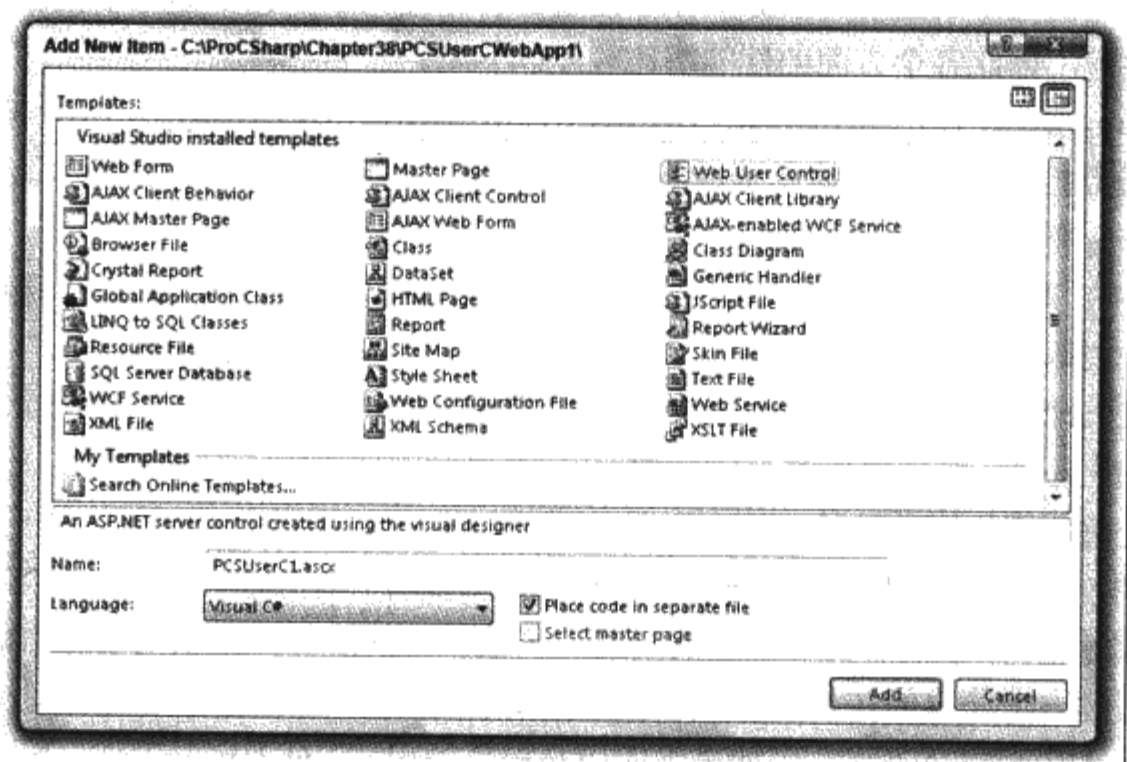 Add New Item - C:\ProCSharp\Chapter38\PCSUserCWebApp1\
Templates:
Visual Studio installed templates
Web Form
Master Page
Web User Control
AJAX Client Behavior
AJAX Client Control
AJAX Client Library
AJAX Master Page
AJAX Web Form
AJAX-enabled WCF Service
Browser File
Class
Class Diagram
Crystal Report
DataSet
Generic Handler
Global Application Class
HTML Page
JScript File
LINQ to SQL Classes
Report
Report Wizard
Resource File
Site Map
Skin File
SQL Server Database
Style Sheet
Text File
WCF Service
Web Configuration File
Web Service
XML File
XML Schema
XSLT File
My Templates
Search Online Templates...
An ASP.NET server control created using the visual designer
Name:
PCSUserC1.ascx
Language:
Visual C#
Place code in separate file
Select master page
Add
Cancel